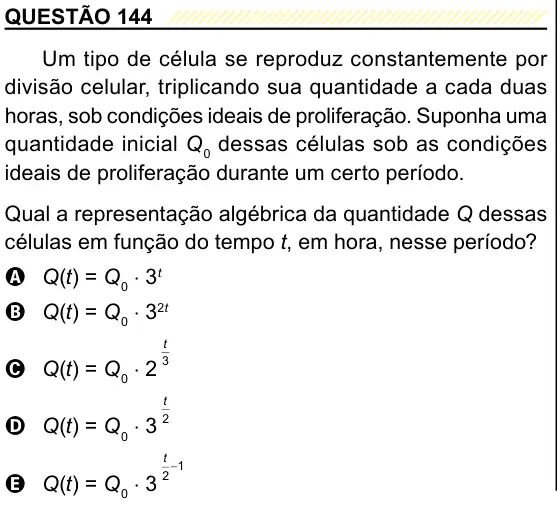 QUESTÃO 144
Um tipo de célula se reproduz constantemente por
divisão celular, triplicando sua quantidade a cada duas
horas, sob condições ideais de proliferação. Suponha uma
quantidade inicial Q₀ dessas células sob as condições
ideais de proliferação durante um certo período.
Qual a representação algébrica da quantidade Q dessas
células em função do tempo t, em hora, nesse período?
A Q(t) = Q₀ · 3^t
B Q(t) = Q₀ · 3^(2t)
C Q(t) = Q₀ · 2^(t/3)
D Q(t) = Q₀ · 3^(t/2)
E Q(t) = Q₀ · 3^(t/2 −1)